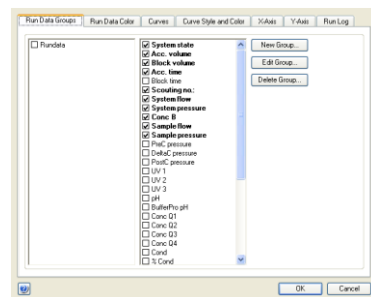 Run Data Groups Run Data Color Curves Curve Style and Color X-Axis Y-Axis Run Log
Rundata
System state
Acc. volume
Block volume
Acc. time
Block time
Scouting no.:
System flow
System pressure
Conc B
Sample flow
Sample pressure
PreC pressure
DeltaC pressure
PostC pressure
UV 1
UV 2
UV 3
pH
BufferPro pH
Conc Q1
Conc Q2
Conc Q3
Conc Q4
Cond
% Cond
New Group...
Edit Group...
Delete Group...
OK Cancel